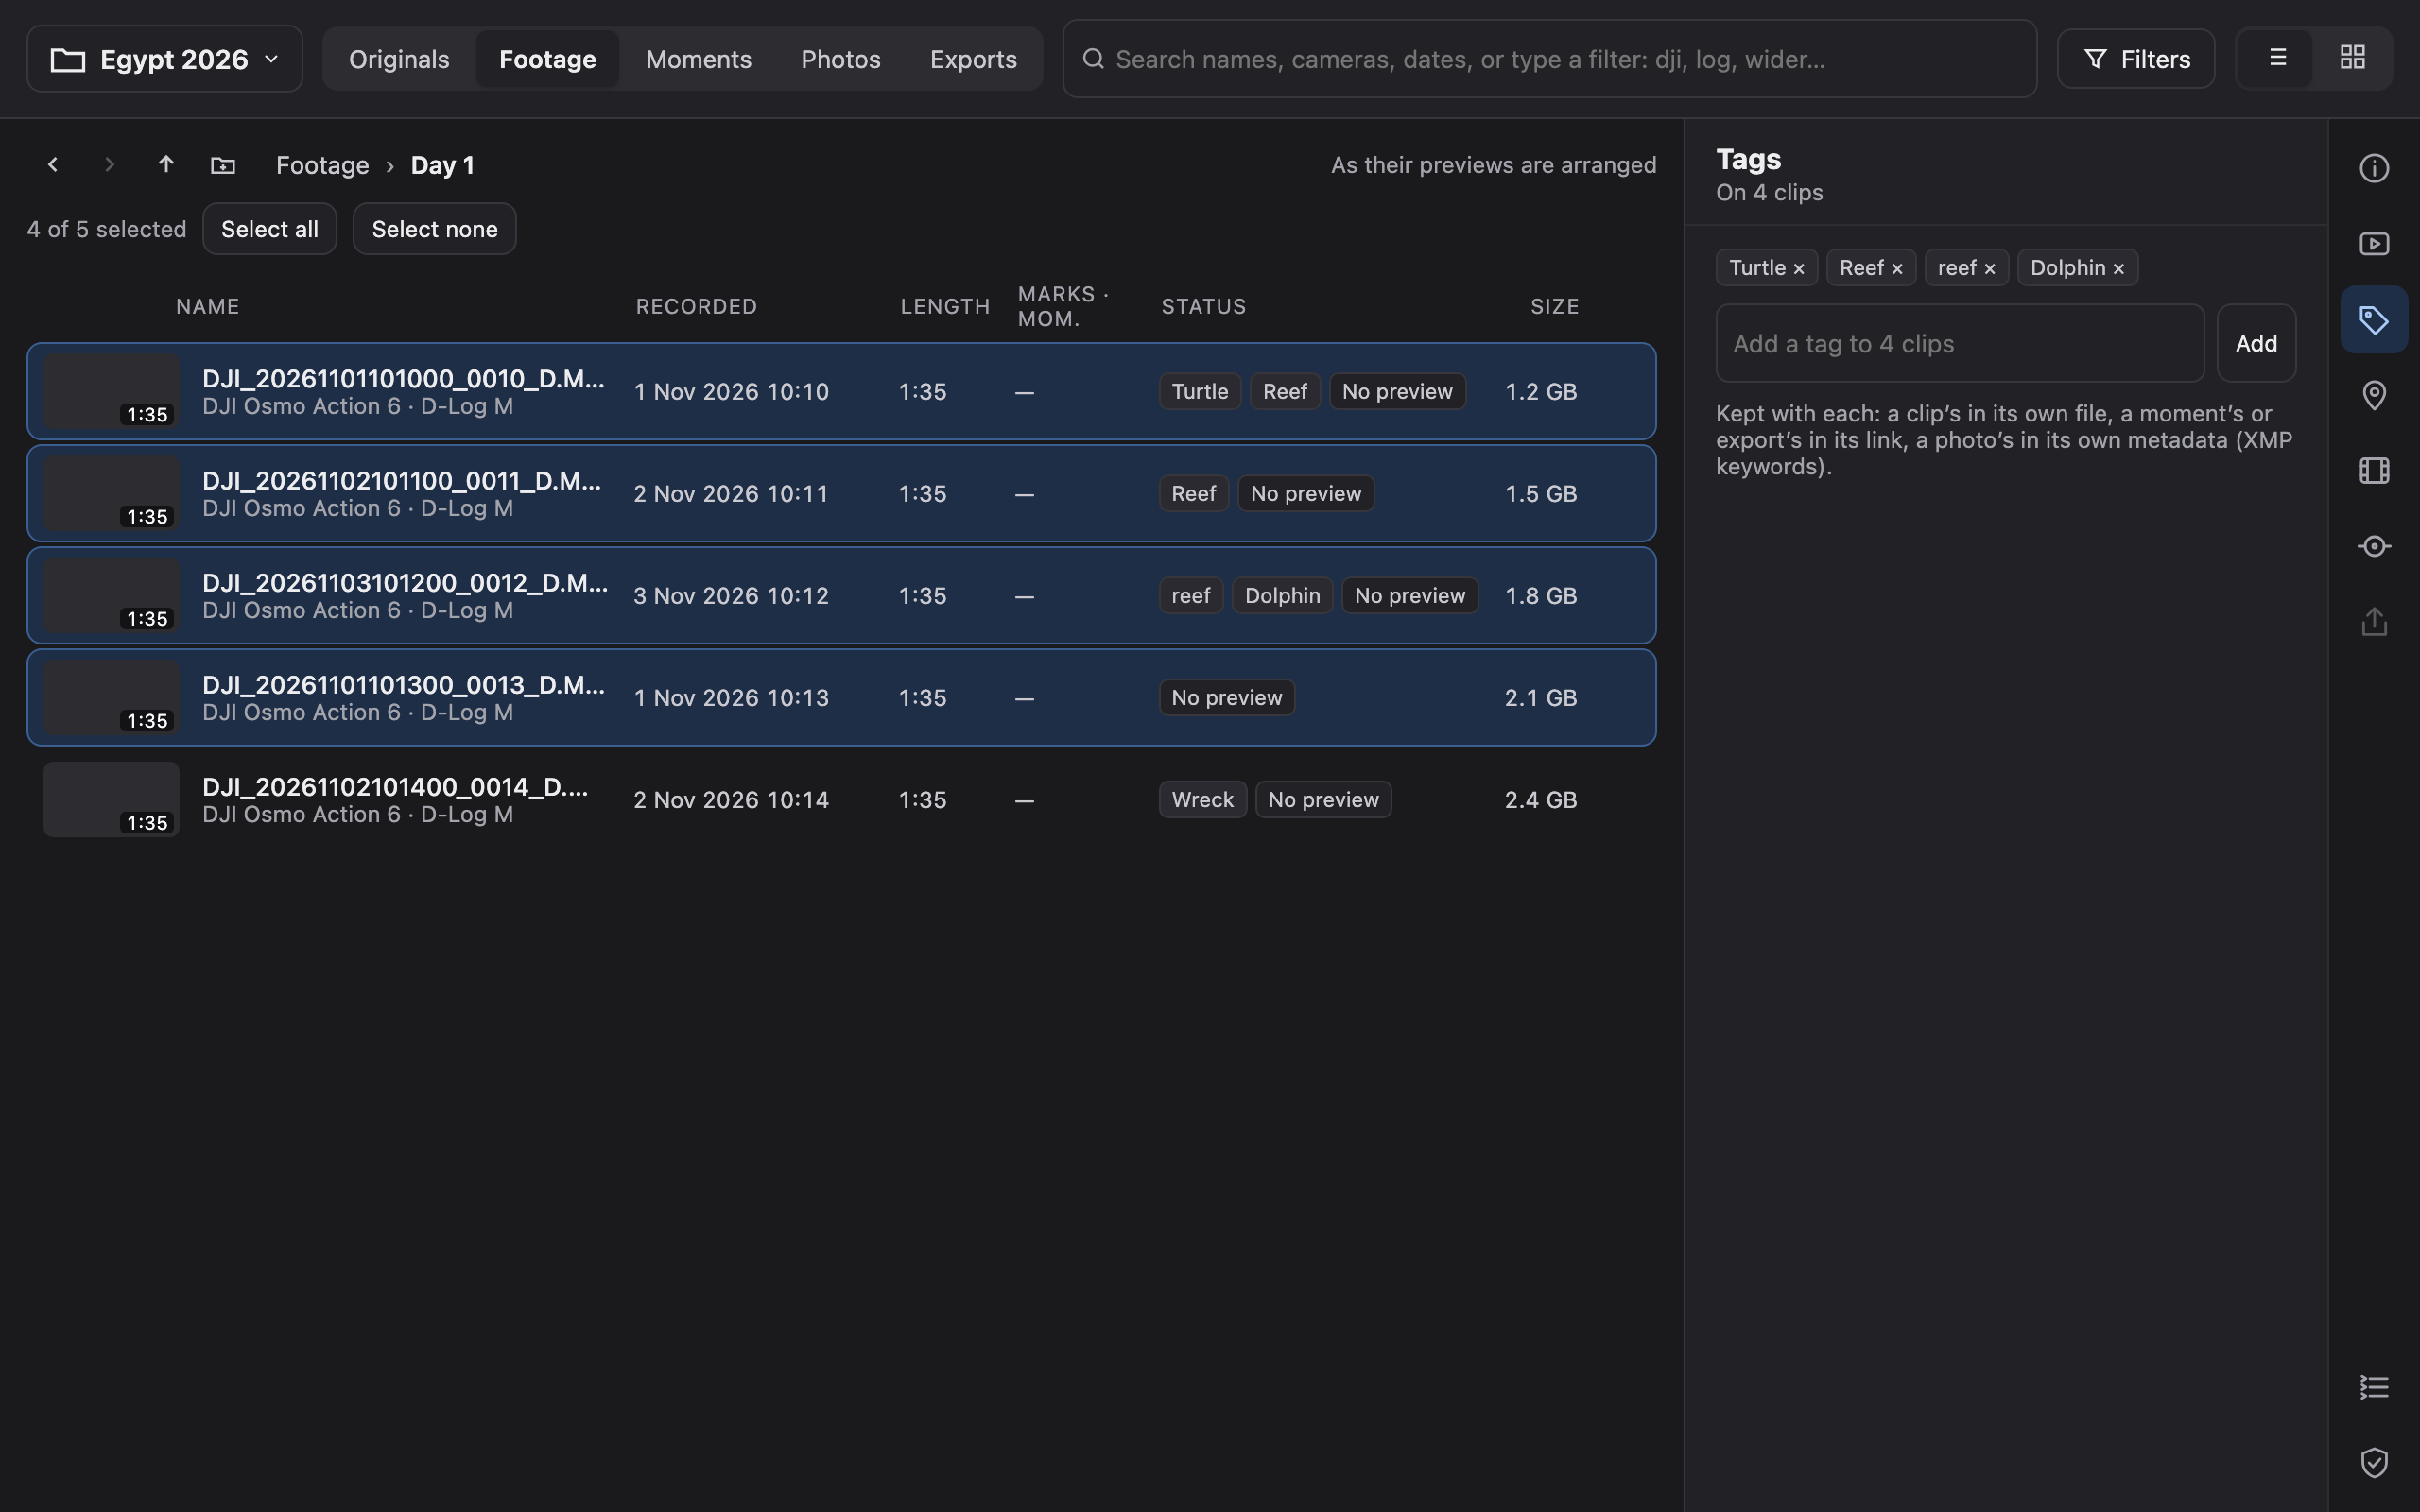 Egypt 2026
Originals Footage Moments Photos Exports
Search names, cameras, dates, or type a filter: dji, log, wider...
Filters
Footage › Day 1
As their previews are arranged
4 of 5 selected Select all Select none
NAME RECORDED LENGTH MARKS · MOM. STATUS SIZE
1:35 DJI_20261101101000_0010_D.M... 1 Nov 2026 10:10 1:35 — Turtle Reef No preview 1.2 GB
DJI Osmo Action 6 · D-Log M
1:35 DJI_20261102101100_0011_D.M... 2 Nov 2026 10:11 1:35 — Reef No preview 1.5 GB
DJI Osmo Action 6 · D-Log M
1:35 DJI_20261103101200_0012_D.M... 3 Nov 2026 10:12 1:35 — reef Dolphin No preview 1.8 GB
DJI Osmo Action 6 · D-Log M
1:35 DJI_20261101101300_0013_D.M... 1 Nov 2026 10:13 1:35 — No preview 2.1 GB
DJI Osmo Action 6 · D-Log M
1:35 DJI_20261102101400_0014_D.... 2 Nov 2026 10:14 1:35 — Wreck No preview 2.4 GB
DJI Osmo Action 6 · D-Log M
Tags
On 4 clips
Turtle × Reef × reef × Dolphin ×
Add a tag to 4 clips Add
Kept with each: a clip’s in its own file, a moment’s or
export’s in its link, a photo’s in its own metadata (XMP
keywords).